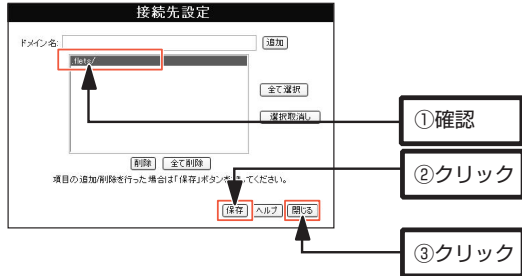 接続先設定
ドメイン名:
追加
.flets/
全て選択
選択取消し
①確認
削除 全て削除
項目の追加/削除を行った場合は「保存」ボタンを してください。
②クリック
保存 ヘルプ 閉じる
③クリック